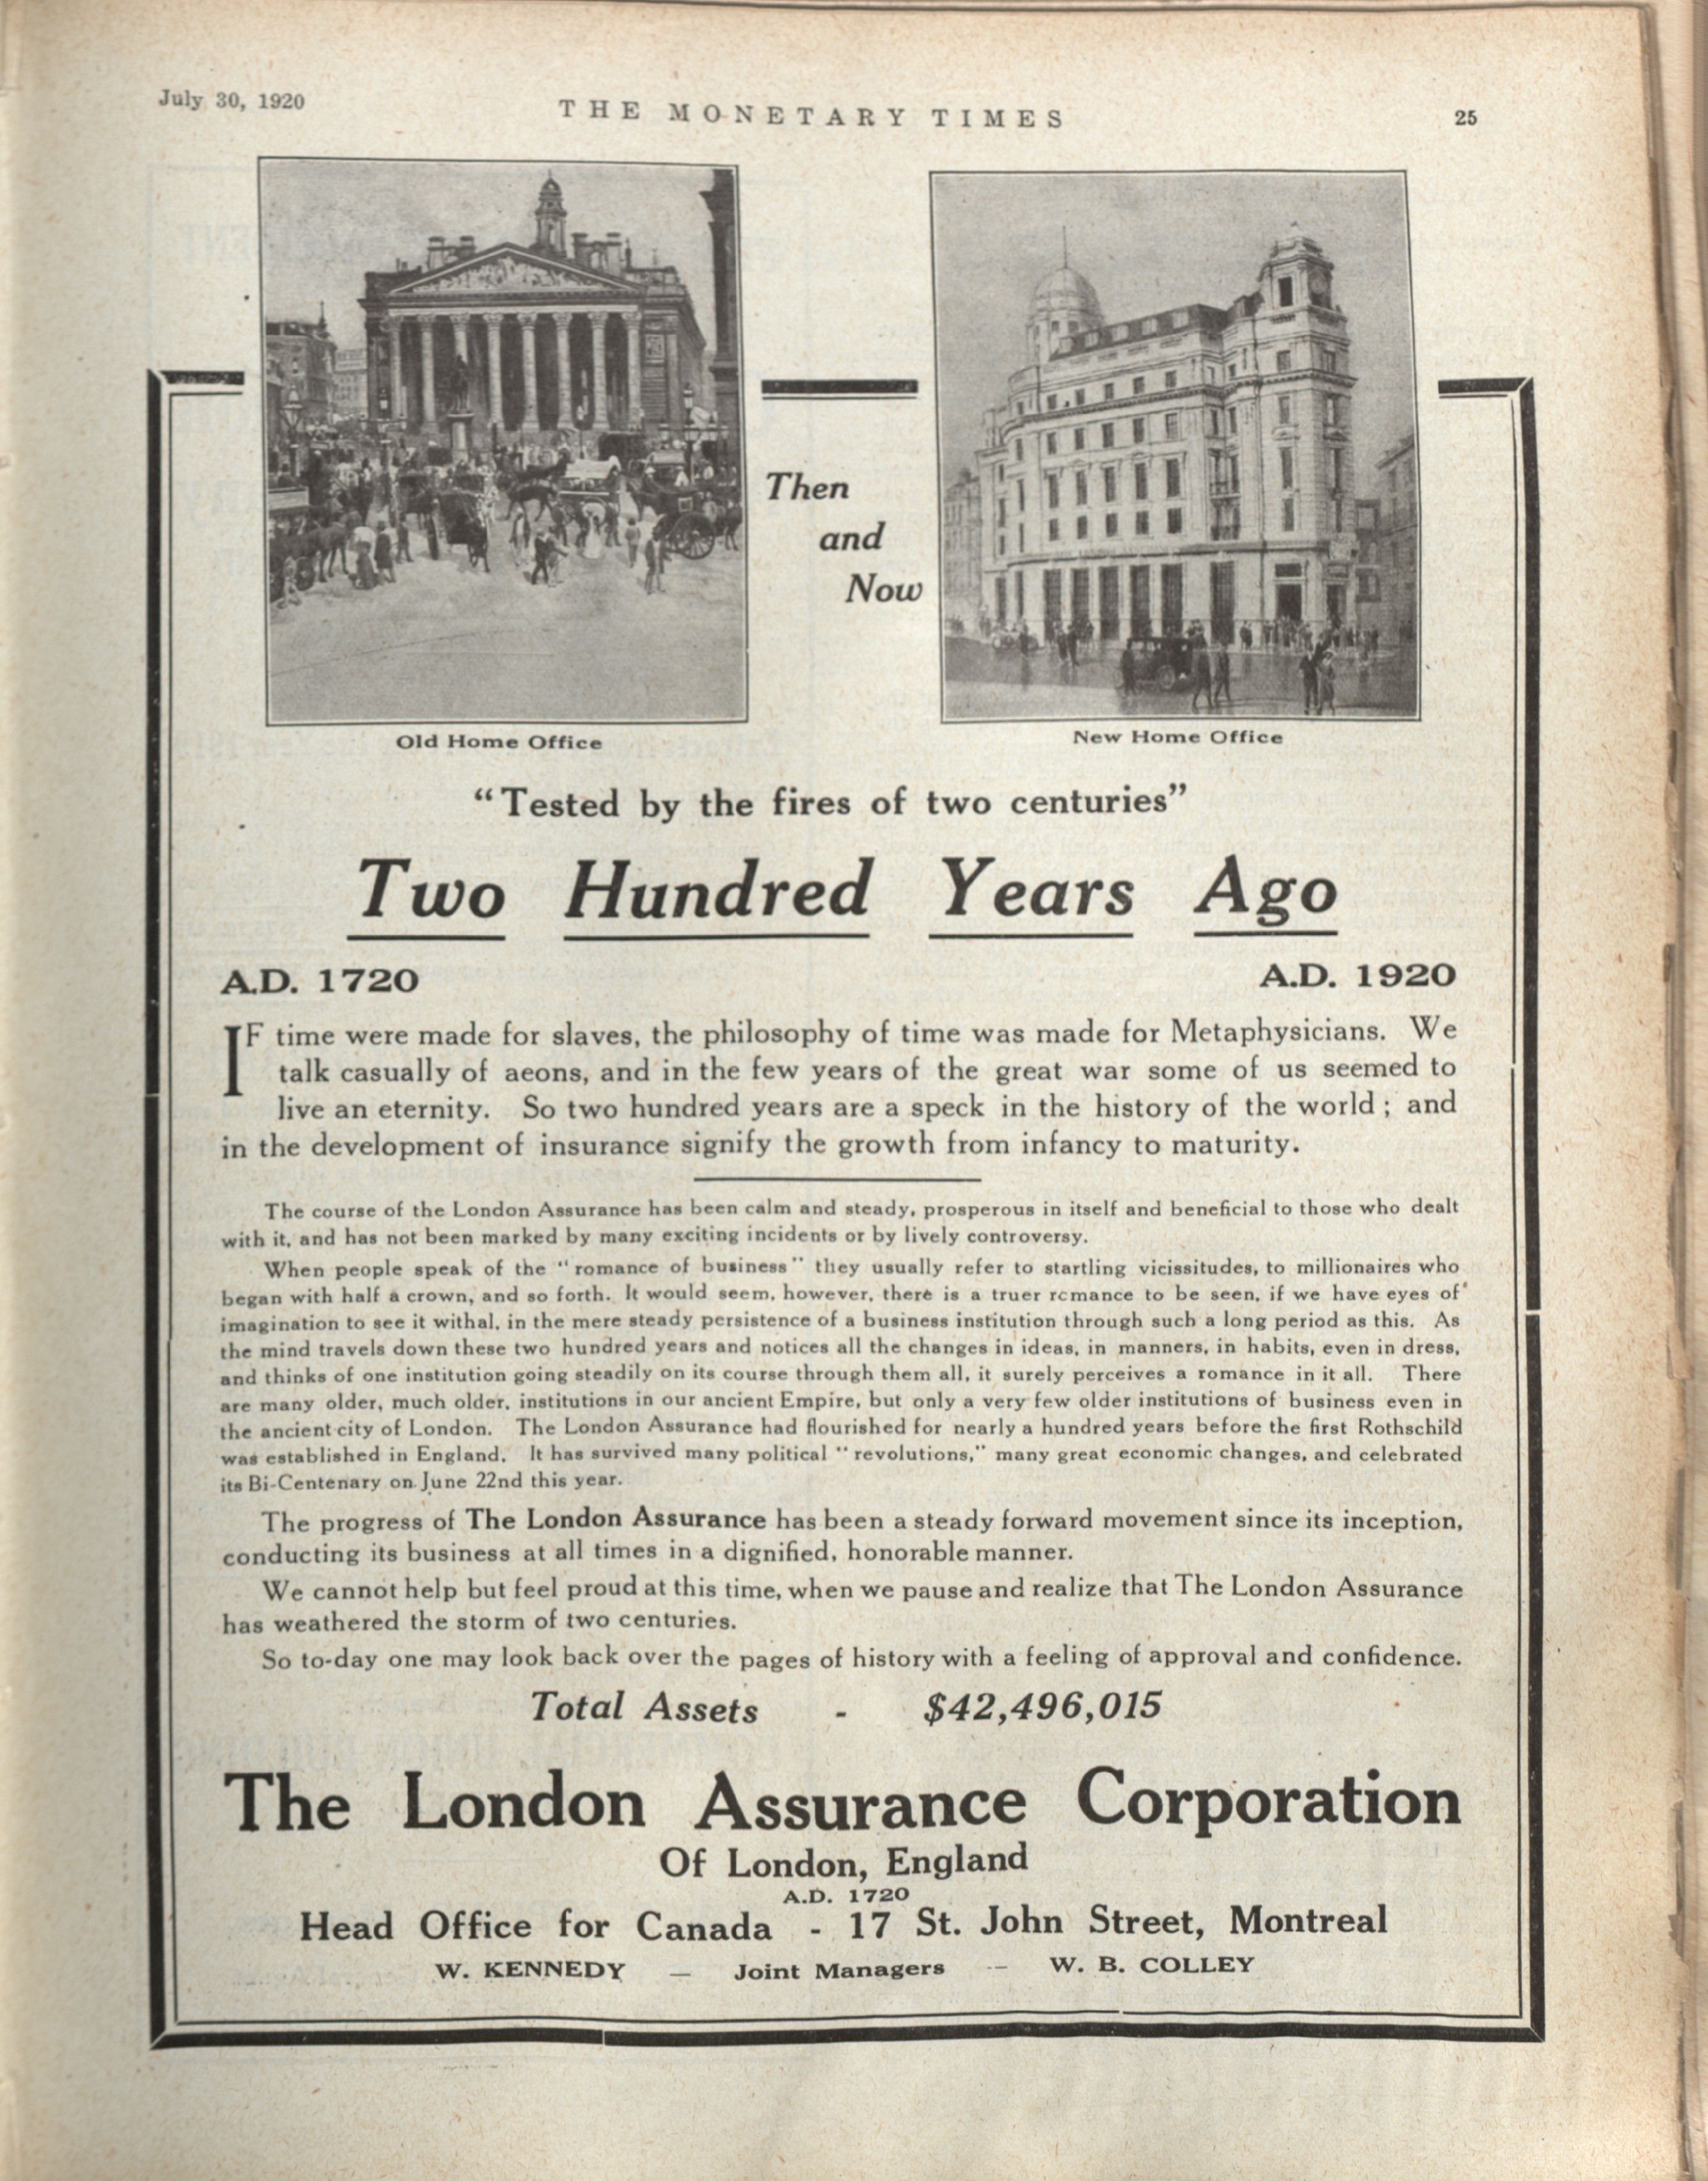 July 30, 1920
THE MONETARY TIMES
25
Then
and
Now
Old Home Office
New Home Office
"Tested by the fires of two centuries"
Two Hundred Years Ago
A.D. 1720
A.D. 1920
IF time were made for slaves, the philosophy of time was made for Metaphysicians. We
talk casually of aeons, and in the few years of the great war some of us seemed to
live an eternity. So two hundred years are a speck in the history of the world; and
in the development of insurance signify the growth from infancy to maturity.
The course of the London Assurance has been calm and steady, prosperous in itself and beneficial to those who dealt
with it, and has not been marked by many exciting incidents or by lively controversy.
When people speak of the "romance of business" they usually refer to startling vicissitudes, to millionaires who
began with half a crown, and so forth. It would seem, however, there is a truer romance to be seen, if we have eyes of
imagination to see it withal, in the mere steady persistence of a business institution through such a long period as this. As
the mind travels down these two hundred years and notices all the changes in ideas, in manners, in habits, even in dress,
and thinks of one institution going steadily on its course through them all, it surely perceives a romance in it all. There
are many older, much older, institutions in our ancient Empire, but only a very few older institutions of business even in
the ancient city of London. The London Assurance had flourished for nearly a hundred years before the first Rothschild
was established in England. It has survived many political "revolutions," many great economic changes, and celebrated
its Bi-Centenary on June 22nd this year.
The progress of The London Assurance has been a steady forward movement since its inception,
conducting its business at all times in a dignified, honorable manner.
We cannot help but feel proud at this time, when we pause and realize that The London Assurance
has weathered the storm of two centuries.
So to-day one may look back over the pages of history with a feeling of approval and confidence.
Total Assets - $42,496,015
The London Assurance Corporation
Of London, England
A.D. 1720
Head Office for Canada - 17 St. John Street, Montreal
W. KENNEDY — Joint Managers — W. B. COLLEY